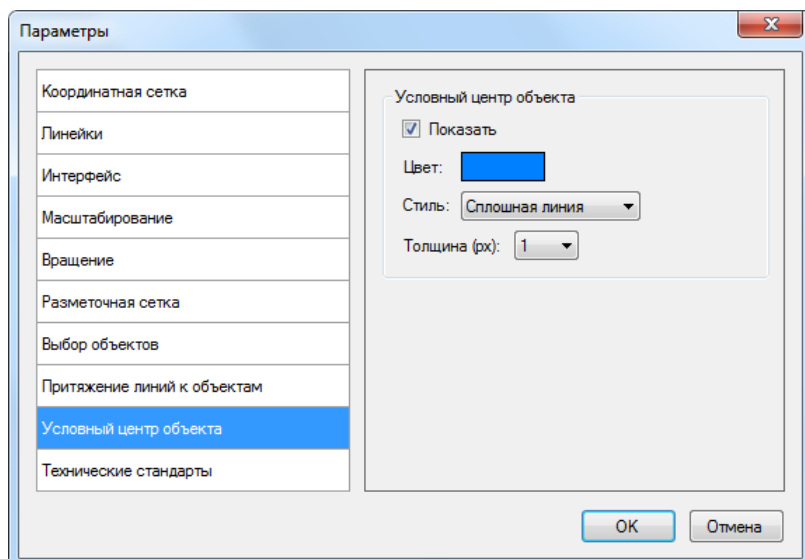 Параметры
Координатная сетка
Линейки
Интерфейс
Масштабирование
Вращение
Разметочная сетка
Выбор объектов
Притяжение линий к объектам
Условный центр объекта
Технические стандарты
Условный центр объекта
Показать
Цвет:
Стиль: Сплошная линия
Толщина (px): 1
OK Отмена